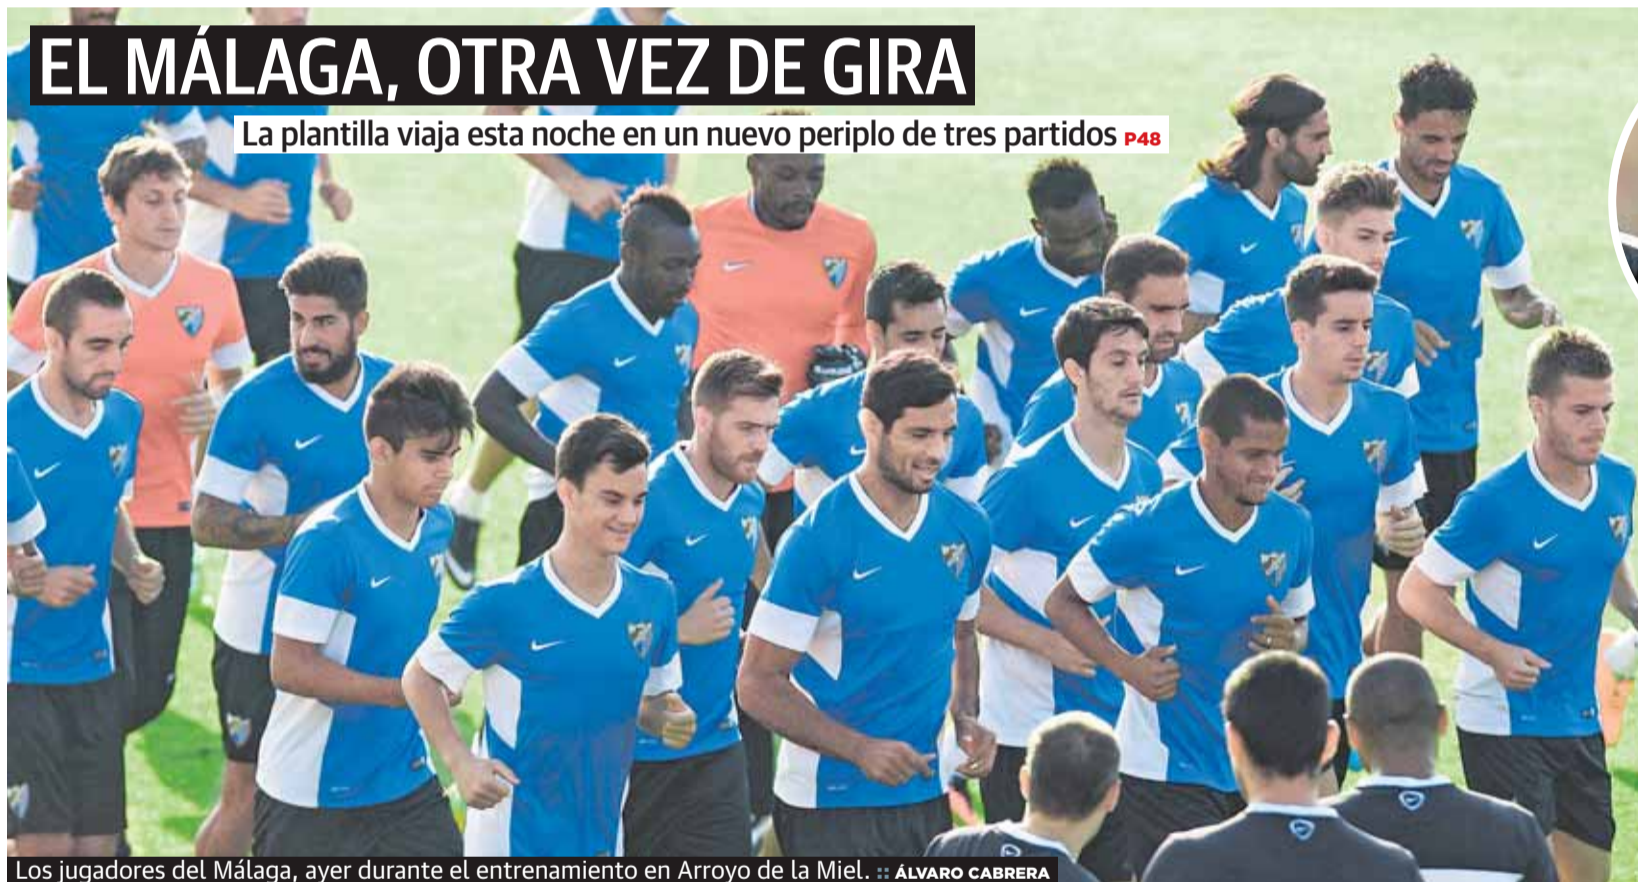 EL MÁLAGA, OTRA VEZ DE GIRA
La plantilla viaja esta noche en un nuevo periplo de tres partidos P48
Los jugadores del Málaga, ayer durante el entrenamiento en Arroyo de la Miel. :: ÁLVARO CABRERA